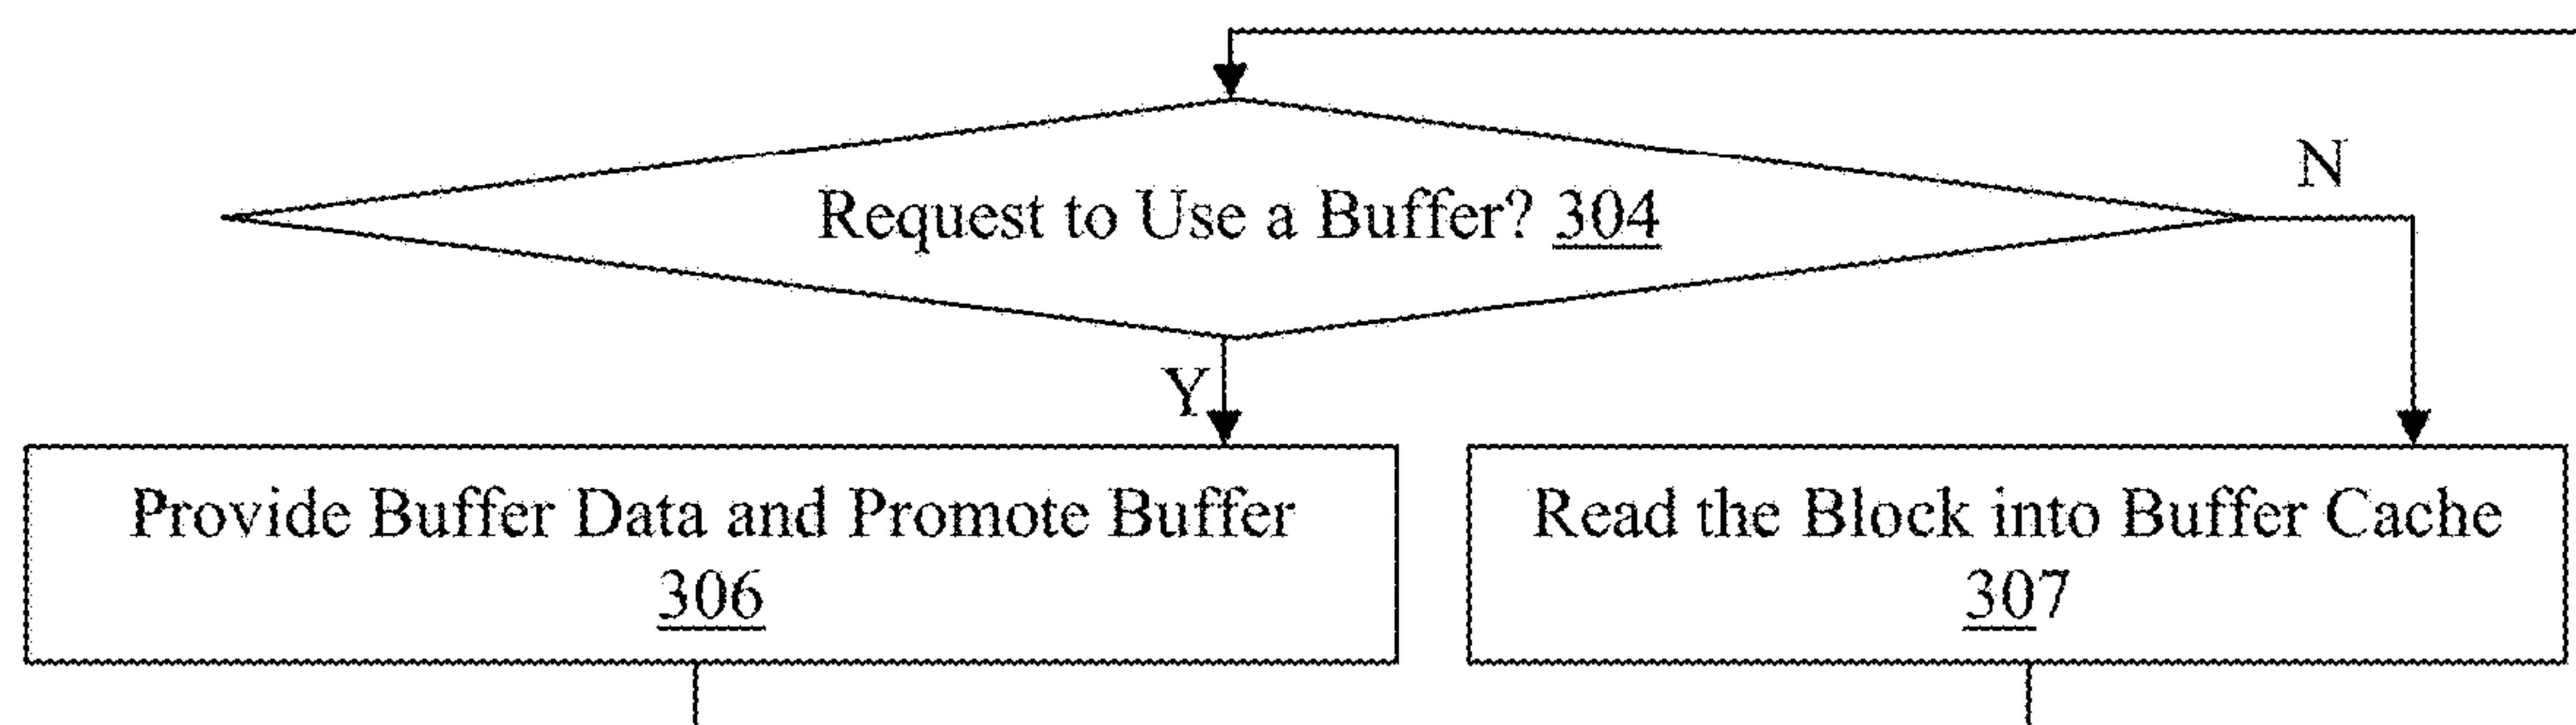 N
Request to Use a Buffer? 304
Y
Provide Buffer Data and Promote Buffer
306
Read the Block into Buffer Cache
307